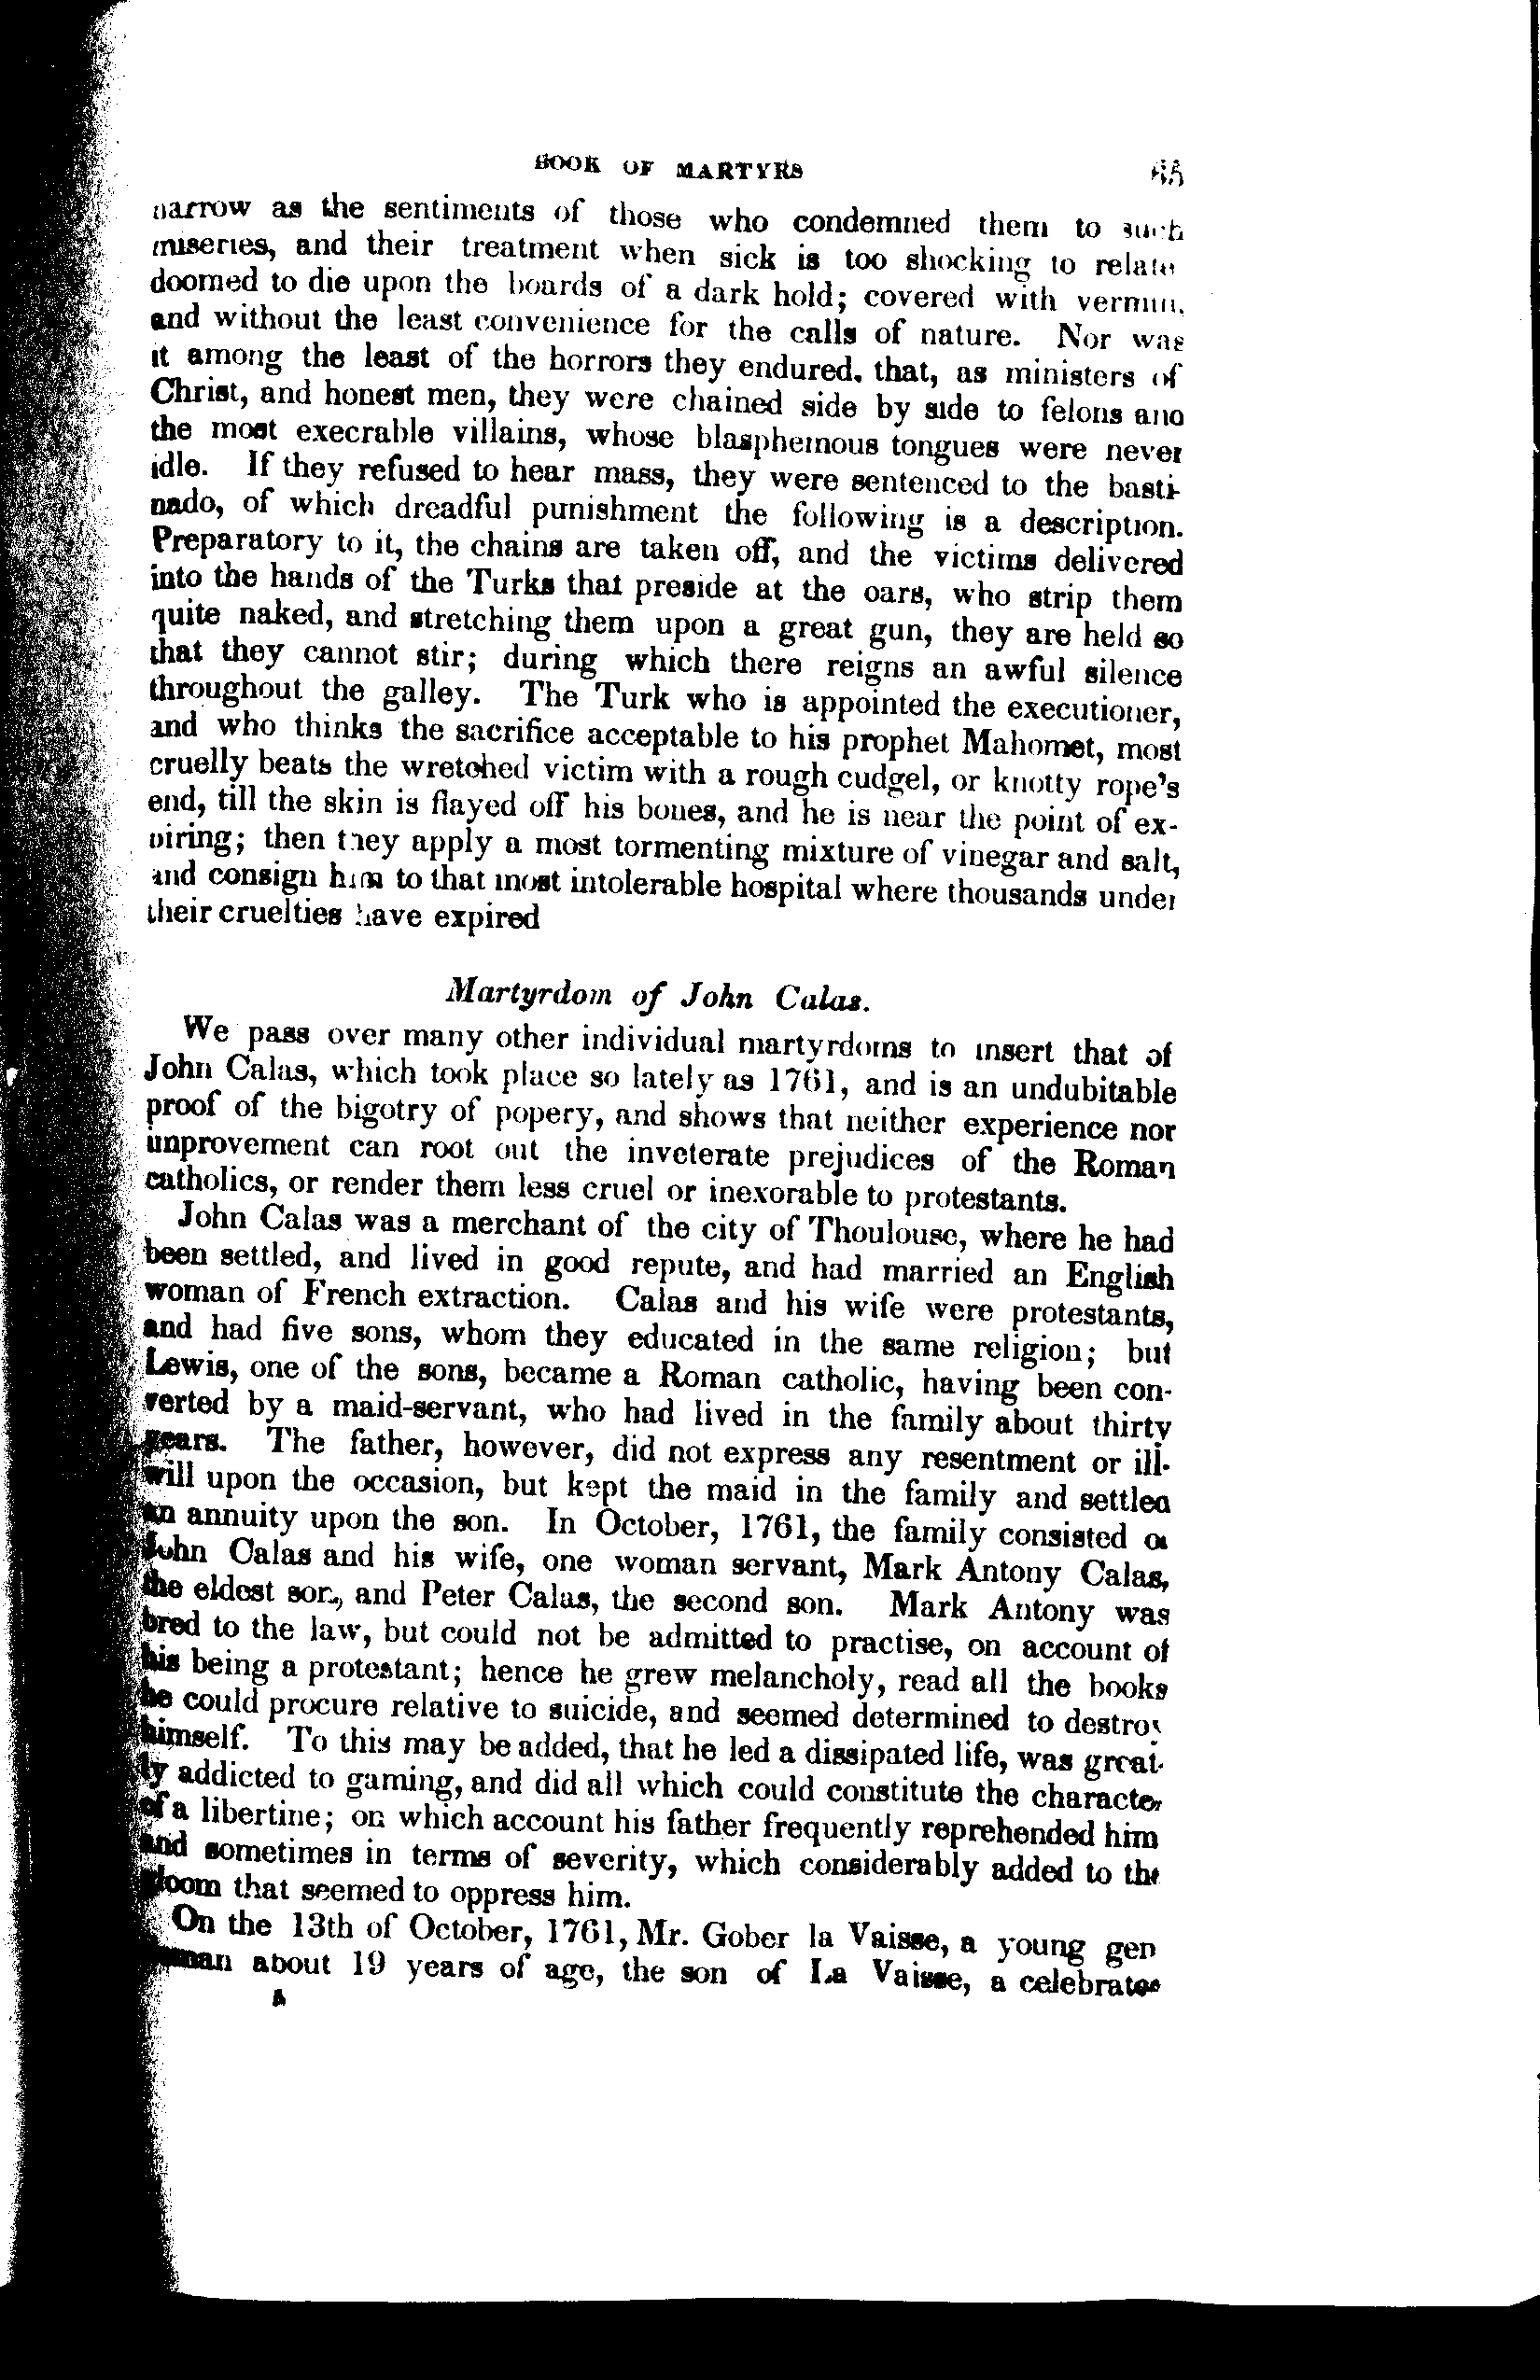 BOOK OF MARTYRS
narrow as the sentiments of those who condemned them to such
miseries, and their treatment when sick is too shocking to relate
doomed to die upon the boards of a dark hold; covered with vermin,
and without the least convenience for the calls of nature. Nor was
it among the least of the horrors they endured, that, as ministers of
Christ, and honest men, they were chained side by side to felons and
the most execrable villains, whose blasphemous tongues were never
idle. If they refused to hear mass, they were sentenced to the basti-
nado, of which dreadful punishment the following is a description.
Preparatory to it, the chains are taken off, and the victims delivered
into the hands of the Turks that preside at the oars, who strip them
quite naked, and stretching them upon a great gun, they are held so
that they cannot stir; during which there reigns an awful silence
throughout the galley. The Turk who is appointed the executioner,
and who thinks the sacrifice acceptable to his prophet Mahomet, most
cruelly beats the wretched victim with a rough cudgel, or knotty rope's
end, till the skin is flayed off his bones, and he is near the point of ex-
piring; then they apply a most tormenting mixture of vinegar and salt,
and consign him to that most intolerable hospital where thousands under
their cruelties have expired
Martyrdom of John Calas.
We pass over many other individual martyrdoms to insert that of
John Calas, which took place so lately as 1761, and is an undubitable
proof of the bigotry of popery, and shows that neither experience nor
improvement can root out the inveterate prejudices of the Roman
catholics, or render them less cruel or inexorable to protestants.
John Calas was a merchant of the city of Thoulouse, where he had
been settled, and lived in good repute, and had married an English
woman of French extraction. Calas and his wife were protestants,
and had five sons, whom they educated in the same religion; but
Lewis, one of the sons, became a Roman catholic, having been con-
verted by a maid-servant, who had lived in the family about thirty
years. The father, however, did not express any resentment or ill-
will upon the occasion, but kept the maid in the family and settled
an annuity upon the son. In October, 1761, the family consisted of
John Calas and his wife, one woman servant, Mark Antony Calas,
the eldest son, and Peter Calas, the second son. Mark Antony was
bred to the law, but could not be admitted to practise, on account of
his being a protestant; hence he grew melancholy, read all the books
he could procure relative to suicide, and seemed determined to destroy
himself. To this may be added, that he led a dissipated life, was great-
ly addicted to gaming, and did all which could constitute the character
of a libertine; on which account his father frequently reprehended him
and sometimes in terms of severity, which considerably added to the
gloom that seemed to oppress him.
On the 13th of October, 1761, Mr. Gober la Vaisse, a young gen
about 19 years of age, the son of La Vaisse, a celebrated